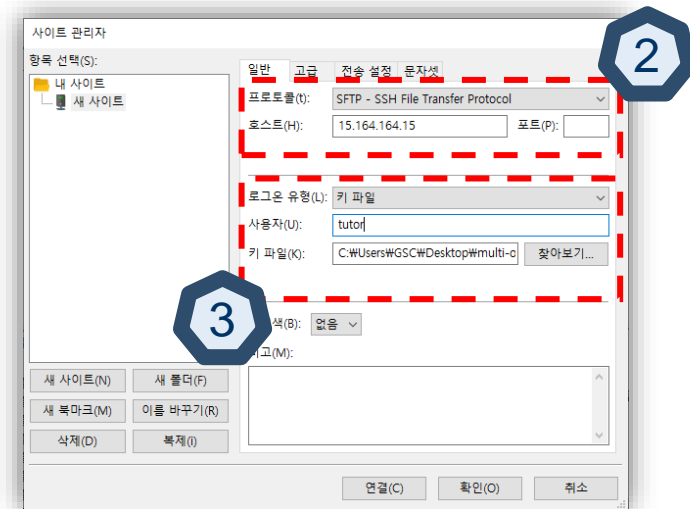 사이트 관리자
2
항목 선택(S):
내 사이트
새 사이트
일반 고급 전송 설정 문자셋
프로토콜(t): SFTP - SSH File Transfer Protocol
호스트(H): 15.164.164.15 포트(P):
로그온 유형(L): 키 파일
사용자(U): tutor
키 파일(K): C:₩Users₩GSC₩Desktop₩multi-o 찾아보기...
3
색(B): 없음
고(M):
새 사이트(N) 새 폴더(F)
새 북마크(M) 이름 바꾸기(R)
삭제(D) 복제(I)
연결(C) 확인(O) 취소